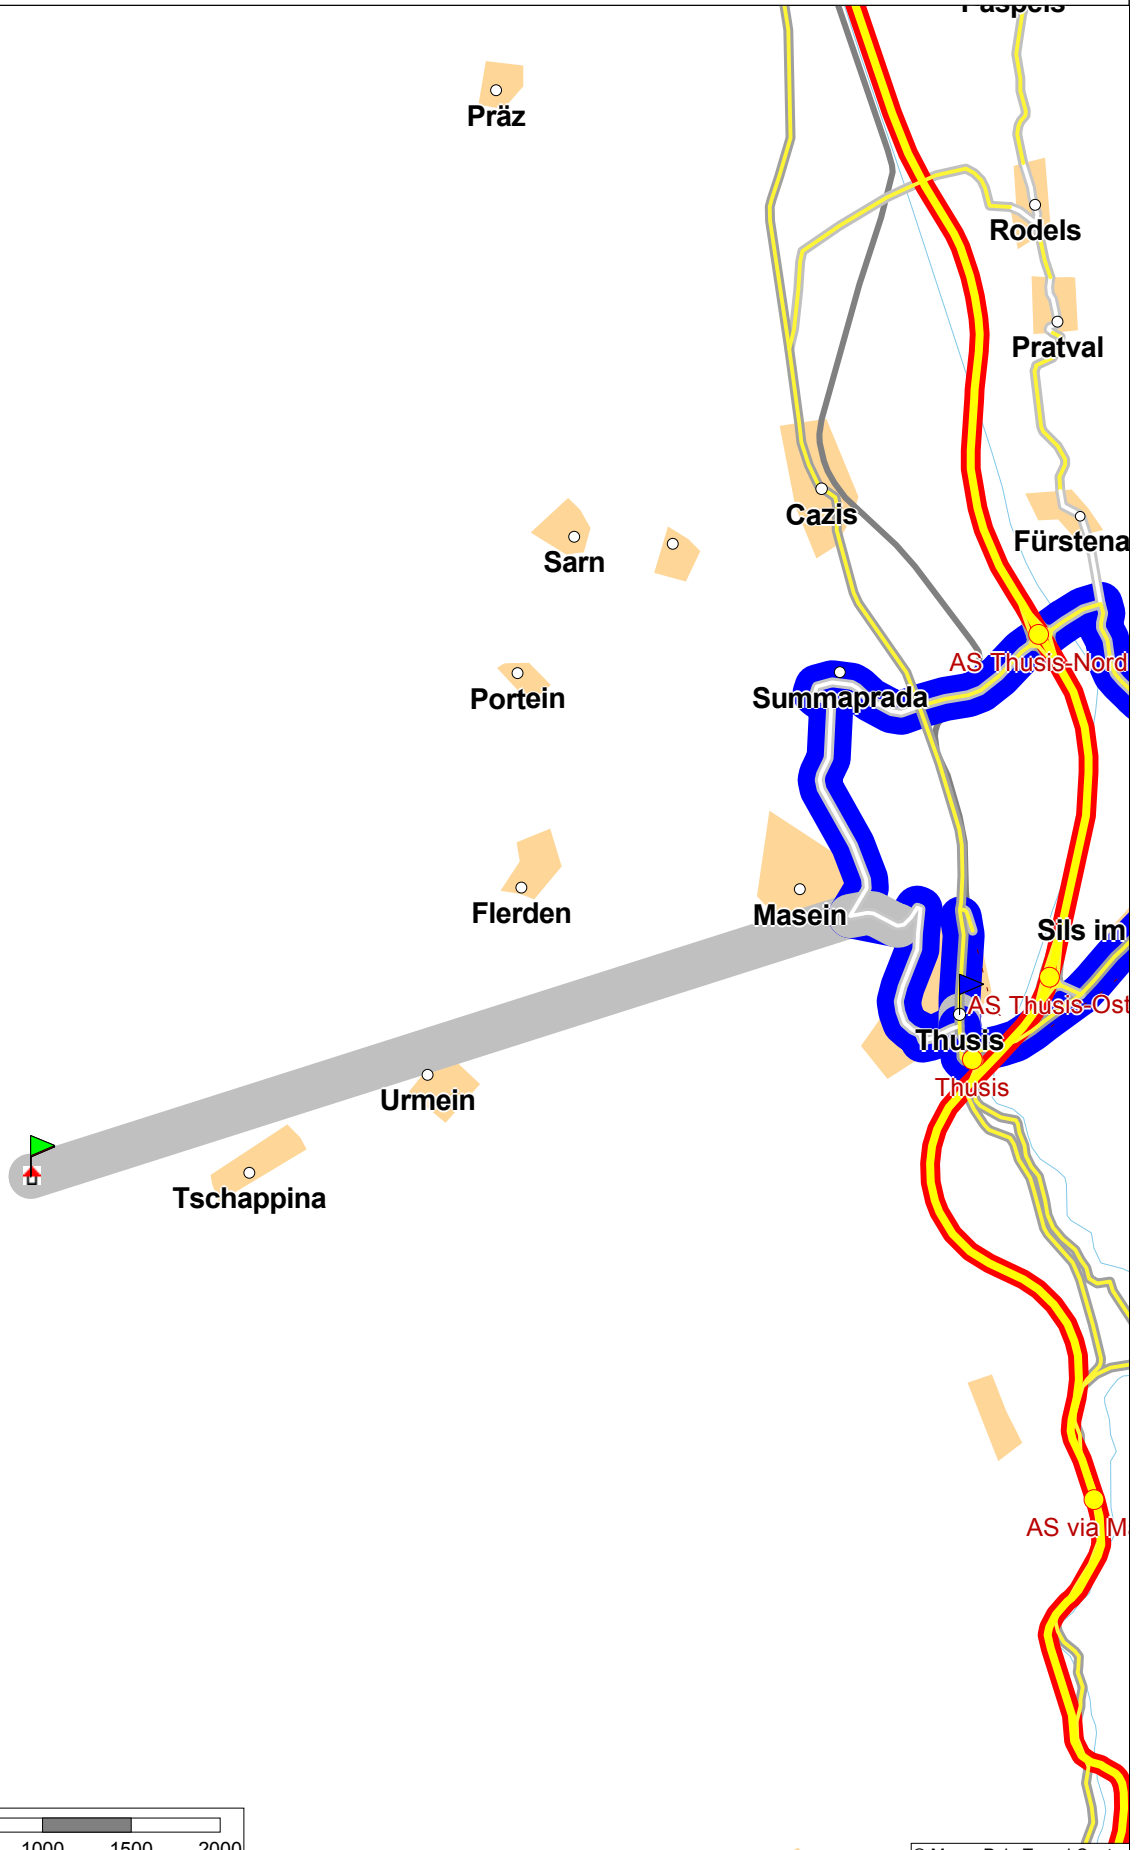 Paspels
Präz
Rodels
Pratval
Cazis
Fürstena
Sarn
AS Thusis-Nord
Portein
Summaprada
Flerden
Masein
Sils im
AS Thusis-Ost
Thusis
Thusis
Urmein
Tschappina
AS via M
1000 1500 2000